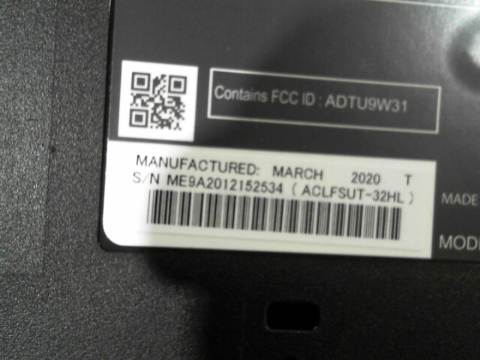 Contains FCC ID : ADTU9W31
MANUFACTURED: MARCH 2020 T
S/N ME9A2012152534 ( ACLFSUT-32HL )
MADE
MODE